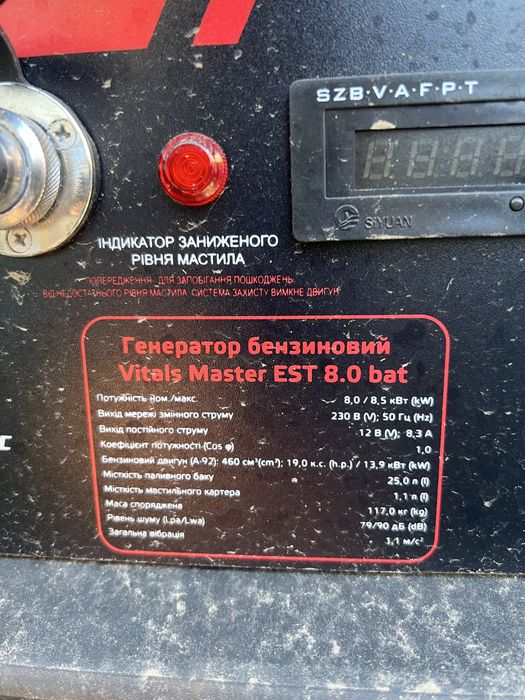 SZB·V·A·F·P·T
SIYUAN
ІНДИКАТОР ЗАНИЖЕНОГО
РІВНЯ МАСТИЛА
ПОПЕРЕДЖЕННЯ: ДЛЯ ЗАПОБІГАННЯ ПОШКОДЖЕНЬ
ВІД НЕДОСТАТНЬОГО РІВНЯ МАСТИЛА, СИСТЕМА ЗАХИСТУ ВИМКНЕ ДВИГУН
Генератор бензиновий
Vitals Master EST 8.0 bat
Потужність ном./макс. 8,0 / 8,5 кВт (kW)
Вихід мережі змінного струму 230 В (V); 50 Гц (Hz)
Вихід постійного струму 12 В (V); 8,3 А
Коефіцієнт потужності (Cos φ) 1,0
Бензиновий двигун (А-92): 460 см³(cm³); 19,0 к.с. (h.p.) / 13,9 кВт (kW)
Місткість паливного баку 25,0 л (l)
Місткість мастильного картера 1,1 л (l)
Маса споряджена 117,0 кг (kg)
Рівень шуму (Lpa/Lwa) 79/90 дБ (dB)
Загальна вібрація 1,1 м/с²